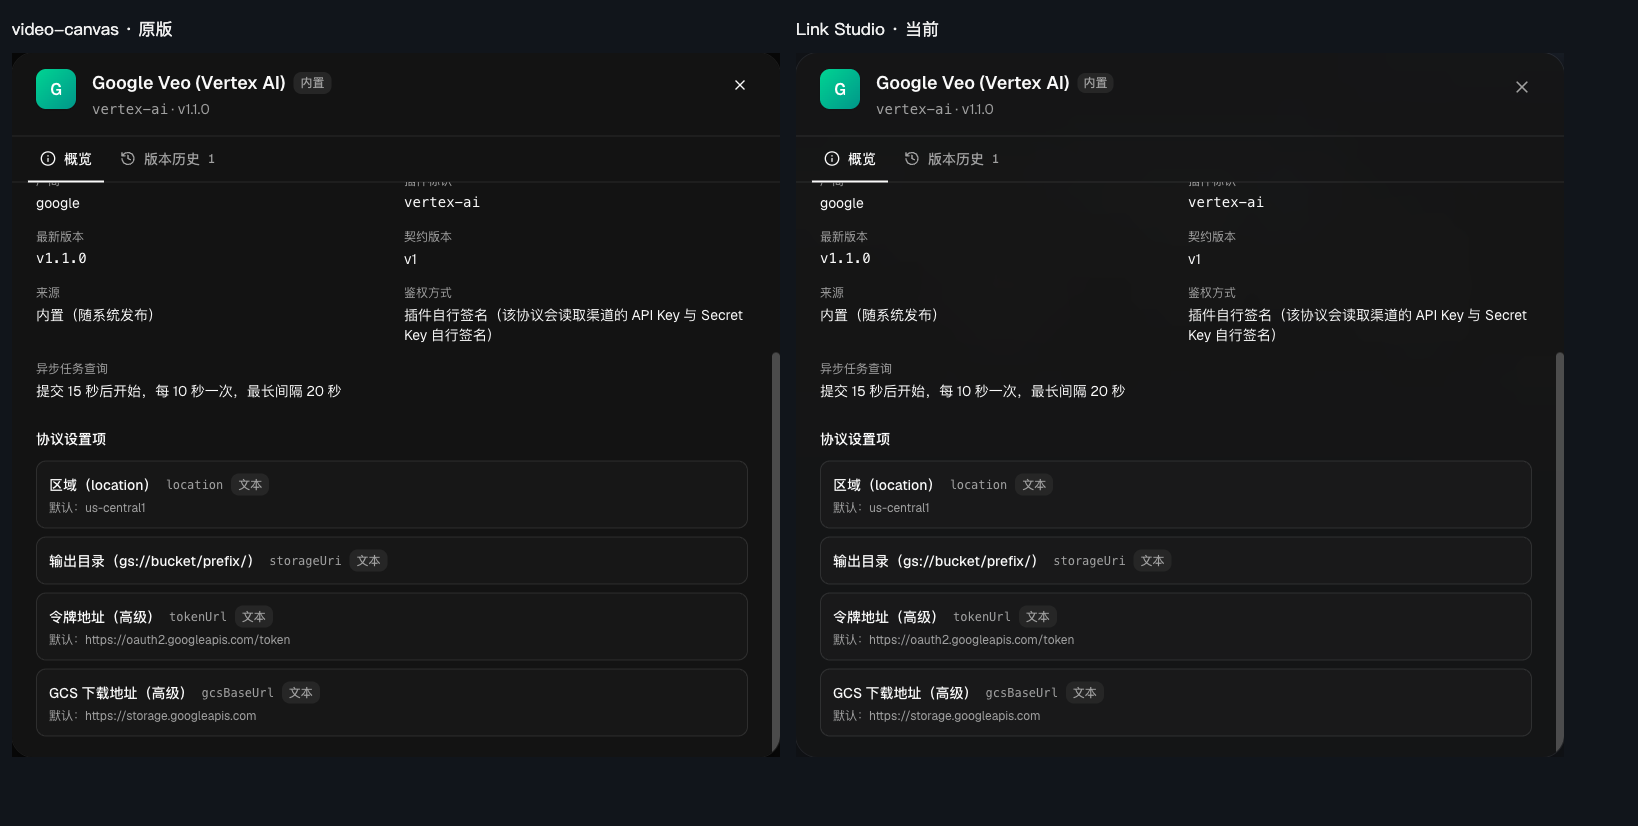 video-canvas · 原版
G
Google Veo (Vertex AI) 内置
vertex-ai · v1.1.0
概览 版本历史 1
厂商 插件标识
google vertex-ai
最新版本 契约版本
v1.1.0 v1
来源 鉴权方式
内置（随系统发布） 插件自行签名（该协议会读取渠道的 API Key 与 Secret
Key 自行签名）
异步任务查询
提交 15 秒后开始，每 10 秒一次，最长间隔 20 秒
协议设置项
区域（location） location 文本
默认：us-central1
输出目录（gs://bucket/prefix/） storageUri 文本
令牌地址（高级） tokenUrl 文本
默认：https://oauth2.googleapis.com/token
GCS 下载地址（高级） gcsBaseUrl 文本
默认：https://storage.googleapis.com
Link Studio · 当前
G
Google Veo (Vertex AI) 内置
vertex-ai · v1.1.0
概览 版本历史 1
厂商 插件标识
google vertex-ai
最新版本 契约版本
v1.1.0 v1
来源 鉴权方式
内置（随系统发布） 插件自行签名（该协议会读取渠道的 API Key 与 Secret
Key 自行签名）
异步任务查询
提交 15 秒后开始，每 10 秒一次，最长间隔 20 秒
协议设置项
区域（location） location 文本
默认：us-central1
输出目录（gs://bucket/prefix/） storageUri 文本
令牌地址（高级） tokenUrl 文本
默认：https://oauth2.googleapis.com/token
GCS 下载地址（高级） gcsBaseUrl 文本
默认：https://storage.googleapis.com